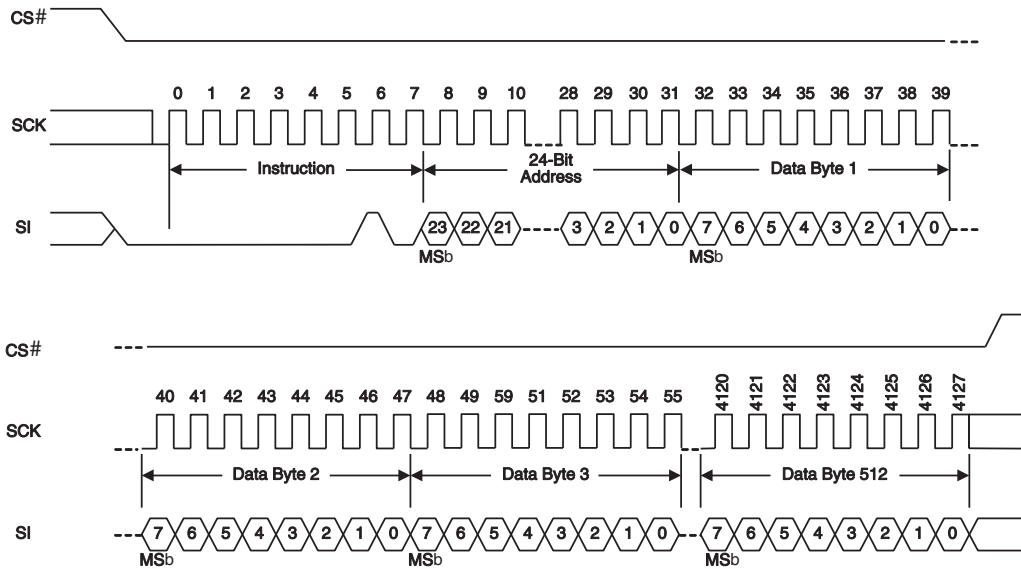 CS#
0 1 2 3 4 5 6 7 8 9 10 28 29 30 31 32 33 34 35 36 37 38 39
SCK
Instruction 24-Bit Address Data Byte 1
SI 23 22 21 3 2 1 0 7 6 5 4 3 2 1 0
MSb MSb
CS#
40 41 42 43 44 45 46 47 48 49 59 51 52 53 54 55 4120 4121 4122 4123 4124 4125 4126 4127
SCK
Data Byte 2 Data Byte 3 Data Byte 512
SI 7 6 5 4 3 2 1 0 7 6 5 4 3 2 1 0 7 6 5 4 3 2 1 0
MSb MSb MSb